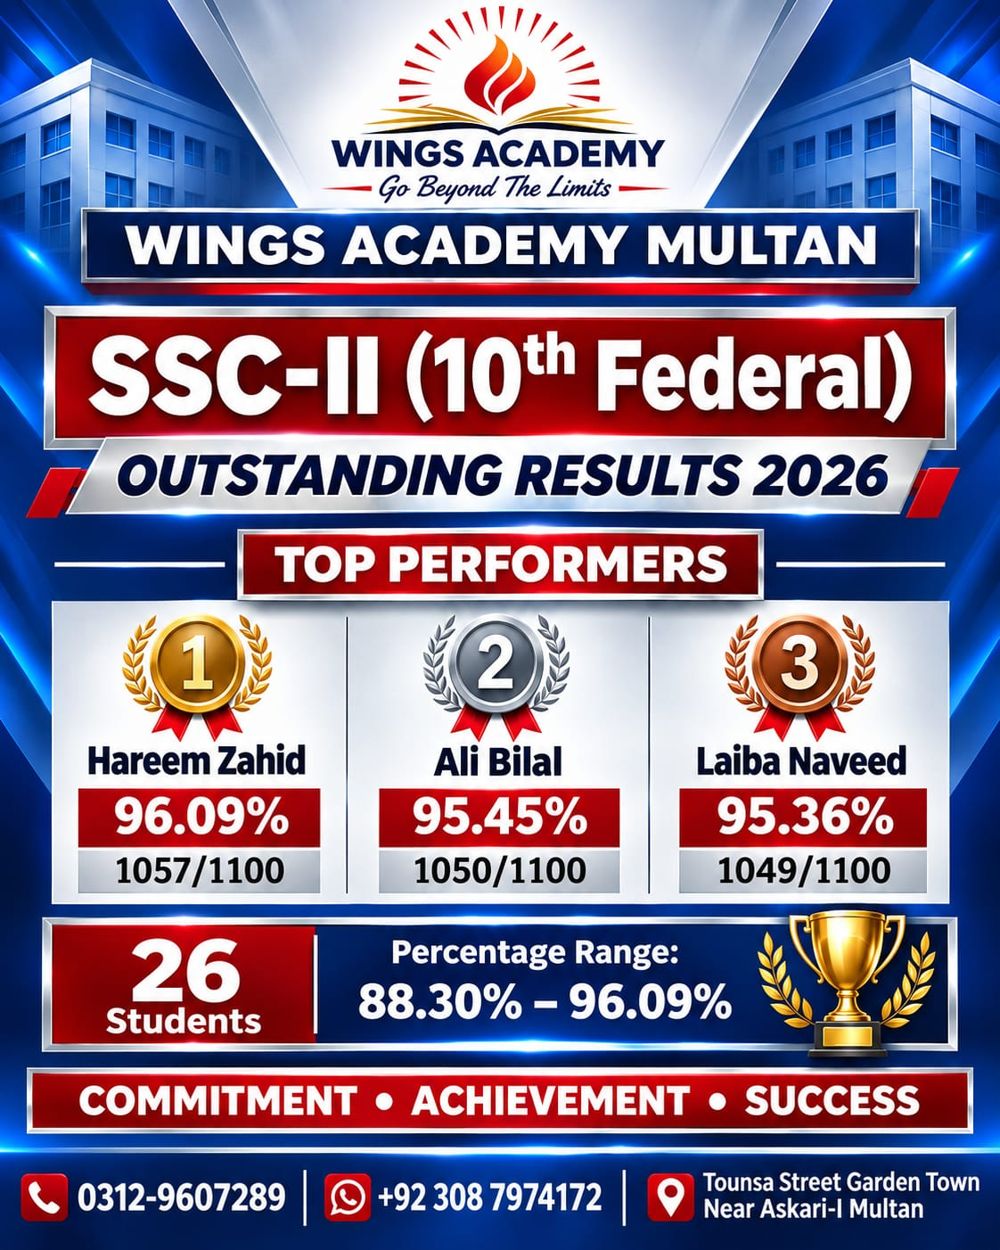 WINGS ACADEMY
Go Beyond The Limits
WINGS ACADEMY MULTAN
SSC-II (10th Federal)
OUTSTANDING RESULTS 2026
TOP PERFORMERS
1
Hareem Zahid
96.09%
1057/1100
2
Ali Bilal
95.45%
1050/1100
3
Laiba Naveed
95.36%
1049/1100
26
Students
Percentage Range:
88.30% – 96.09%
COMMITMENT • ACHIEVEMENT • SUCCESS
0312-9607289
+92 308 7974172
Tounsa Street Garden Town
Near Askari-I Multan